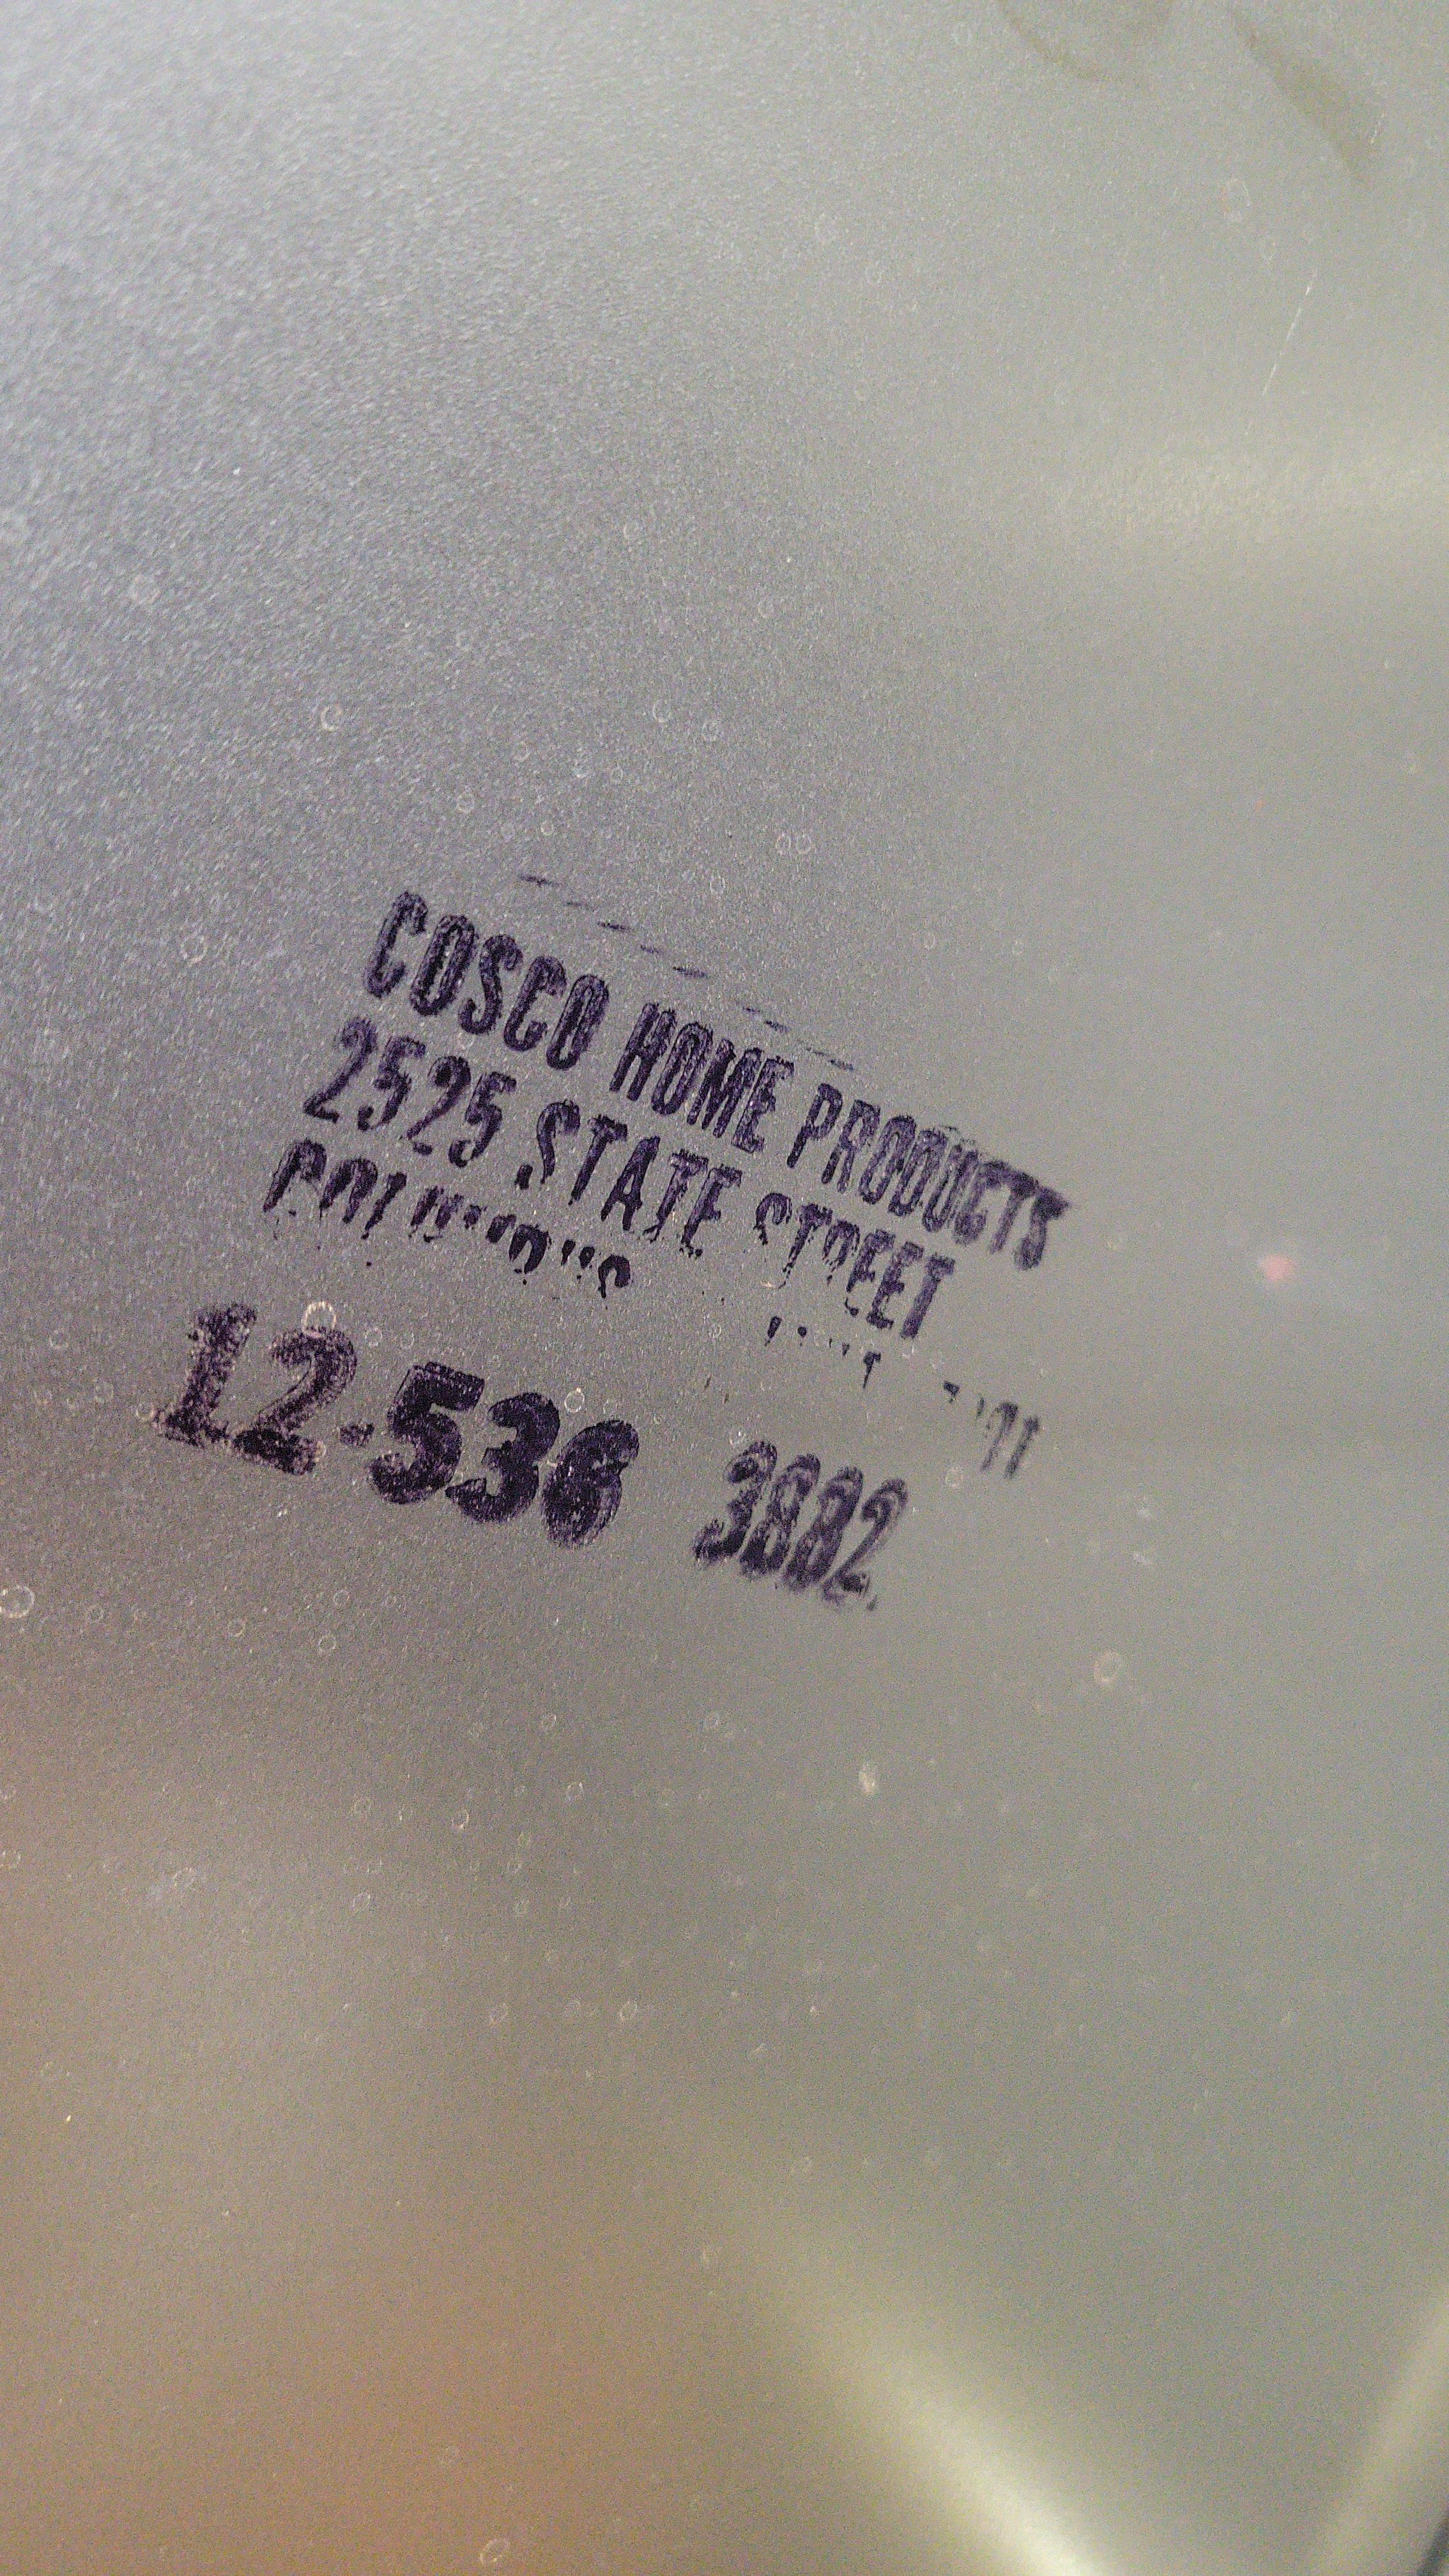 COSCO HOME PRODUCTS
2525 STATE STREET
12-536 3882